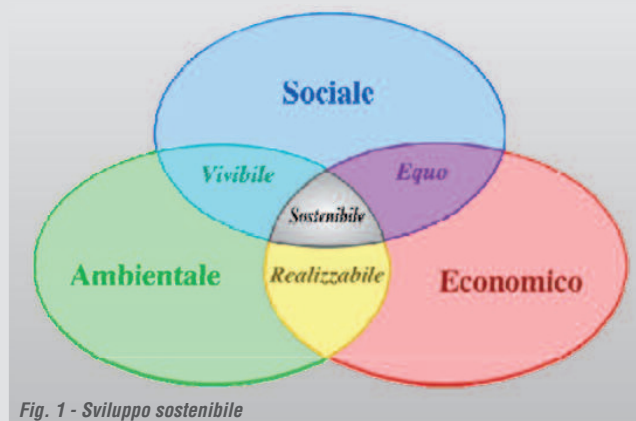 Sociale
Vivibile
Equo
Sostenibile
Ambientale
Realizzabile
Economico
Fig. 1 - Sviluppo sostenibile